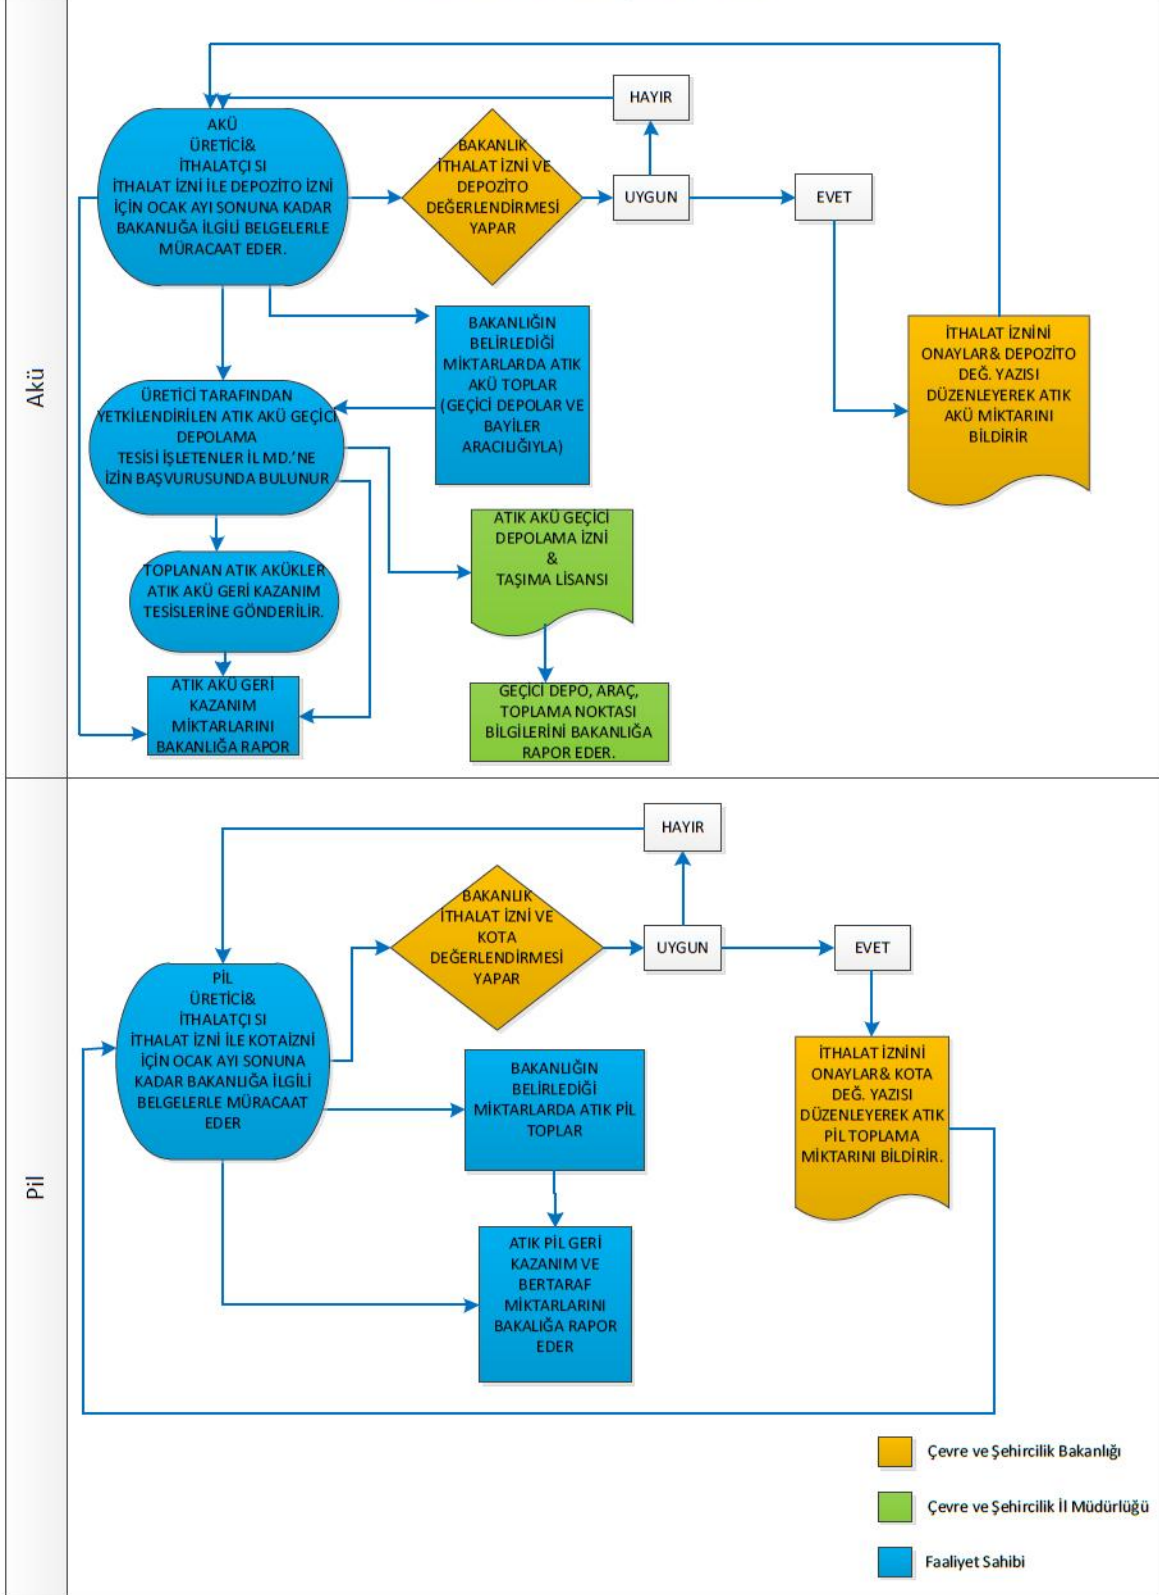 Akü
HAYIR
AKÜ
ÜRETİCİ&
İTHALATÇI SI
İTHALAT İZNİ İLE DEPOZİTO İZNİ
İÇİN OCAK AYI SONUNA KADAR
BAKANLIĞA İLGİLİ BELGELERLE
MÜRACAAT EDER.
BAKANLIK
İTHALAT İZNİ VE
DEPOZİTO
DEĞERLENDİRMESİ
YAPAR
UYGUN
EVET
BAKANLIĞIN
BELİRLEDİĞİ
MİKTARLARDA ATIK
AKÜ TOPLAR
(GEÇİCİ DEPOLAR VE
BAYİLER
ARACILIĞIYLA)
İTHALAT İZNİNİ
ONAYLAR& DEPOZİTO
DEĞ. YAZISI
DÜZENLEYEREK ATIK
AKÜ MİKTARINI
BİLDİRİR
ÜRETİCİ TARAFINDAN
YETKİLENDİRİLEN ATIK AKÜ GEÇİCİ
DEPOLAMA
TESİSİ İŞLETENLER İL MD.'NE
İZİN BAŞVURUSUNDA BULUNUR
ATIK AKÜ GEÇİCİ
DEPOLAMA İZNİ
&
TAŞIMA LİSANSI
TOPLANAN ATIK AKÜKLER
ATIK AKÜ GERİ KAZANIM
TESİSLERİNE GÖNDERİLİR.
ATIK AKÜ GERİ
KAZANIM
MİKTARLARINI
BAKANLIĞA RAPOR
GEÇİCİ DEPO, ARAÇ,
TOPLAMA NOKTASI
BİLGİLERİNİ BAKANLIĞA
RAPOR EDER.
Pil
HAYIR
BAKANLIK
İTHALAT İZNİ VE
KOTA
DEĞERLENDİRMESİ
YAPAR
UYGUN
EVET
PİL
ÜRETİCİ&
İTHALATÇI SI
İTHALAT İZNİ İLE KOTAİZNİ
İÇİN OCAK AYI SONUNA
KADAR BAKANLIĞA İLGİLİ
BELGELERLE MÜRACAAT
EDER
BAKANLIĞIN
BELİRLEDİĞİ
MİKTARLARDA ATIK PİL
TOPLAR
İTHALAT İZNİNİ
ONAYLAR& KOTA
DEĞ. YAZISI
DÜZENLEYEREK ATIK
PİL TOPLAMA
MİKTARINI BİLDİRİR.
ATIK PİL GERİ
KAZANIM VE
BERTARAF
MİKTARLARINI
BAKALIĞA RAPOR
EDER
Çevre ve Şehircilik Bakanlığı
Çevre ve Şehircilik İl Müdürlüğü
Faaliyet Sahibi